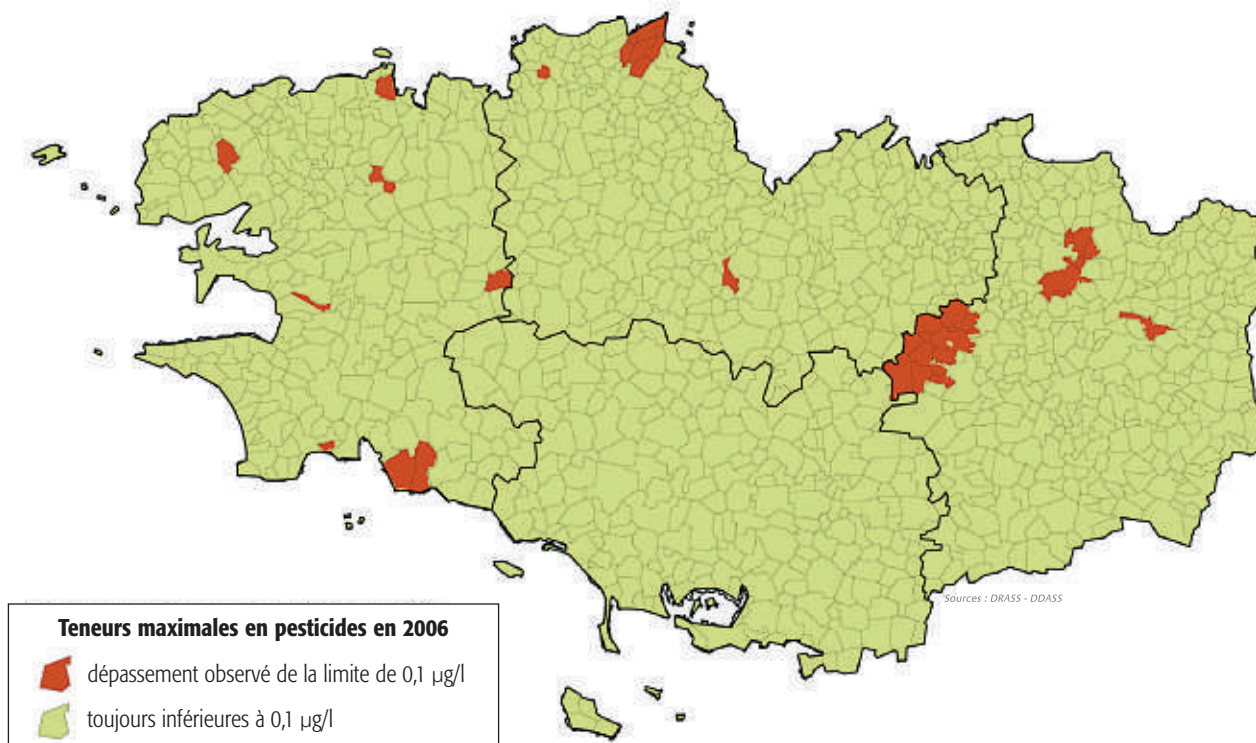 Sources : DRASS - DDASS
Teneurs maximales en pesticides en 2006
dépassement observé de la limite de 0,1 µg/l
toujours inférieures à 0,1 µg/l